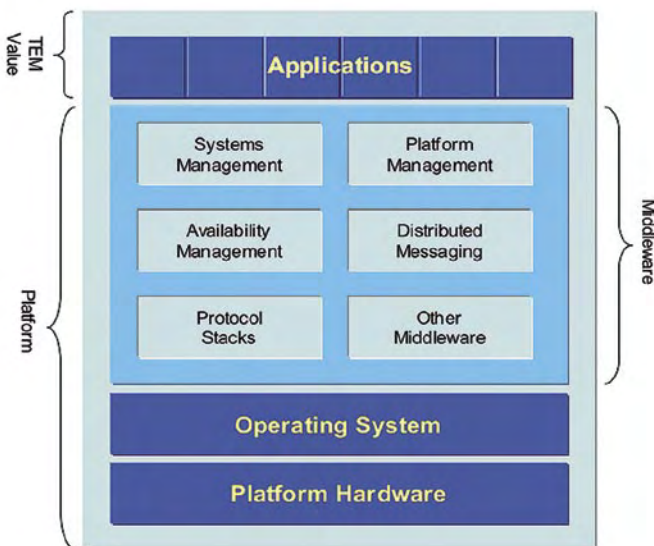 TEM
Value
Applications
Systems
Management
Platform
Management
Availability
Management
Distributed
Messaging
Protocol
Stacks
Other
Middleware
Middleware
Platform
Operating System
Platform Hardware